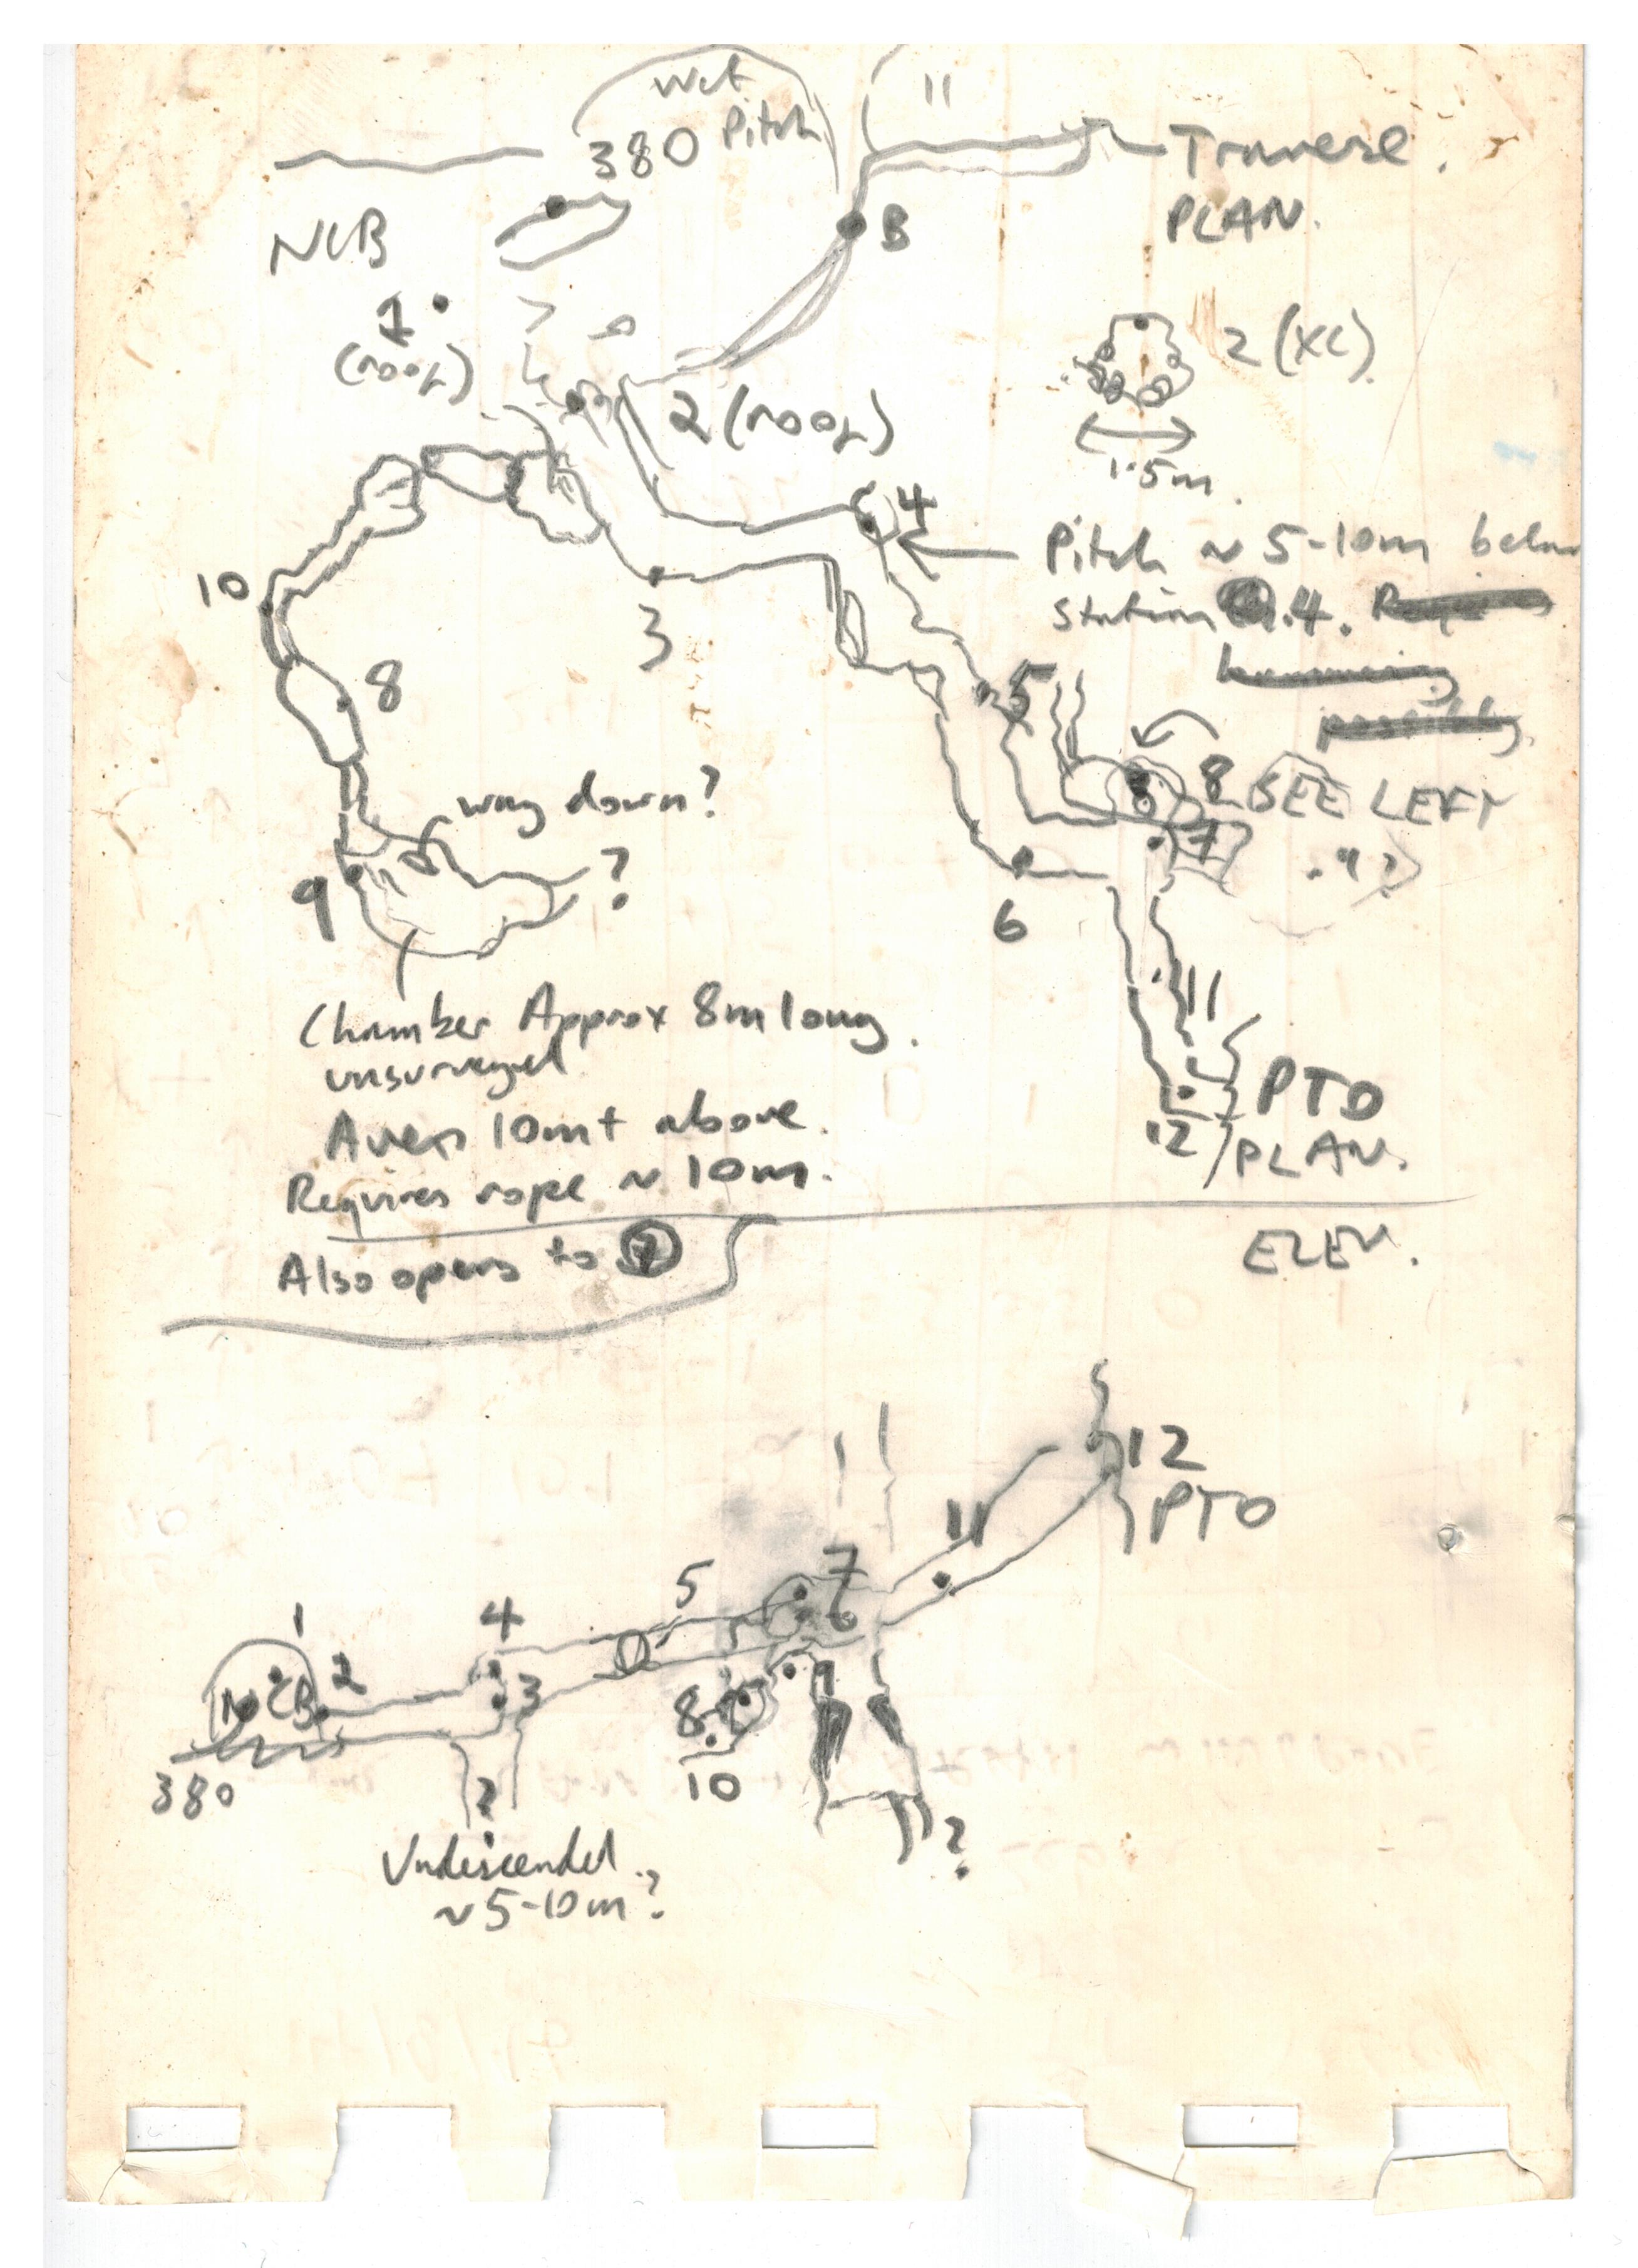 Wet
Pitch
11
380
Traverse.
PLAN.
NCB
B
1
(roof)
2 (roof)
2 (XC).
1.5m.
4
Pitch ~ 5-10m below
Station 4.
3
10
5
8
8 SEE LEFT
7
way down?
?
9
6
11
Chamber Approx 8m long.
unsurveyed
Aven 10m+ above.
Requires rope ~ 10m.
12
PTO
PLAN.
Also opens to 7
ELEV.
12
PTO
11
7
6
5
4
3
2
1
NCB
380
8
9
10
?
?
Undescended
~ 5-10m?